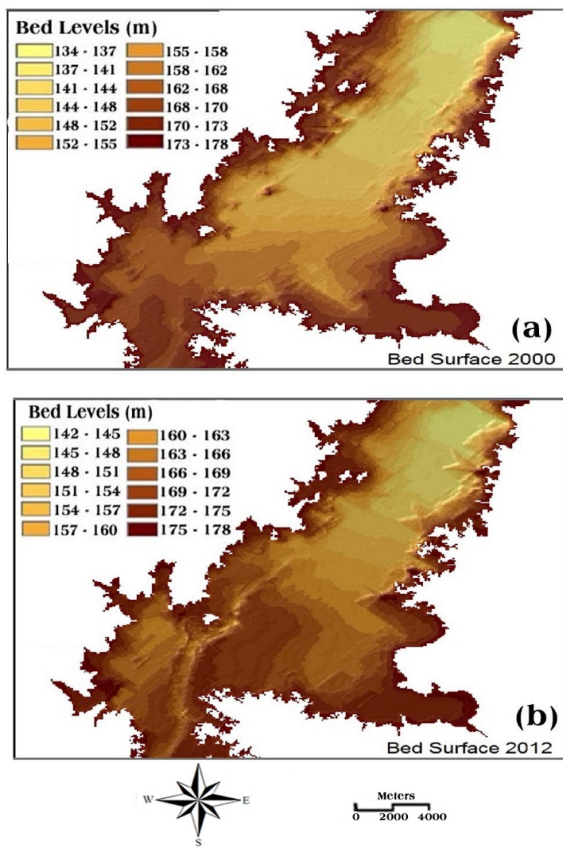 Bed Levels (m)
134 - 137 155 - 158
137 - 141 158 - 162
141 - 144 162 - 168
144 - 148 168 - 170
148 - 152 170 - 173
152 - 155 173 - 178
(a)
Bed Surface 2000
Bed Levels (m)
142 - 145 160 - 163
145 - 148 163 - 166
148 - 151 166 - 169
151 - 154 169 - 172
154 - 157 172 - 175
157 - 160 175 - 178
(b)
Bed Surface 2012
N
W E
S
Meters
0 2000 4000